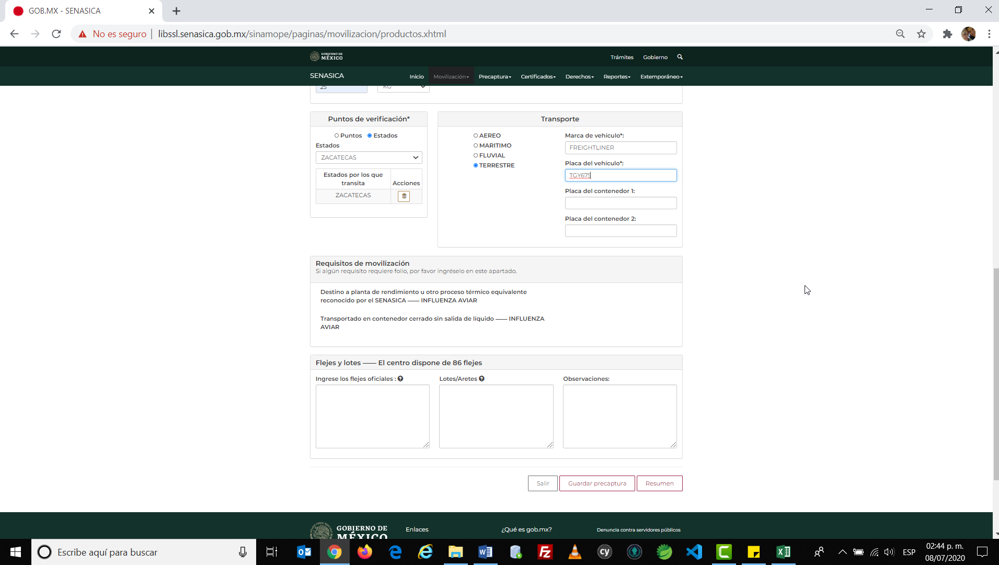 GOB.MX - SENASICA
No es seguro
libssl.senasica.gob.mx/sinamope/paginas/movilizacion/productos.xhtml
GOBIERNO DE
MÉXICO
Trámites
Gobierno
SENASICA
Inicio
Movilización
Precaptura
Certificados
Derechos
Reportes
Extemporáneo
25
KG
Puntos de verificación*
Puntos
Estados
Estados
ZACATECAS
Estados por los que
transita
Acciones
ZACATECAS
Transporte
AEREO
MARITIMO
FLUVIAL
TERRESTRE
Marca de vehículo*:
FREIGHTLINER
Placa del vehículo*:
TGY675
Placa del contenedor 1:
Placa del contenedor 2:
Requisitos de movilización
Si algún requisito requiere folio, por favor ingréselo en este apartado.
Destino a planta de rendimiento u otro proceso térmico equivalente
reconocido por el SENASICA —— INFLUENZA AVIAR
Transportado en contenedor cerrado sin salida de líquido —— INFLUENZA
AVIAR
Flejes y lotes —— El centro dispone de 86 flejes
Ingrese los flejes oficiales :
Lotes/Aretes
Observaciones:
Salir
Guardar precaptura
Resumen
GOBIERNO DE
MÉXICO
Enlaces
¿Qué es gob.mx?
Denuncia contra servidores públicos
Escribe aquí para buscar
ESP
02:44 p. m.
08/07/2020